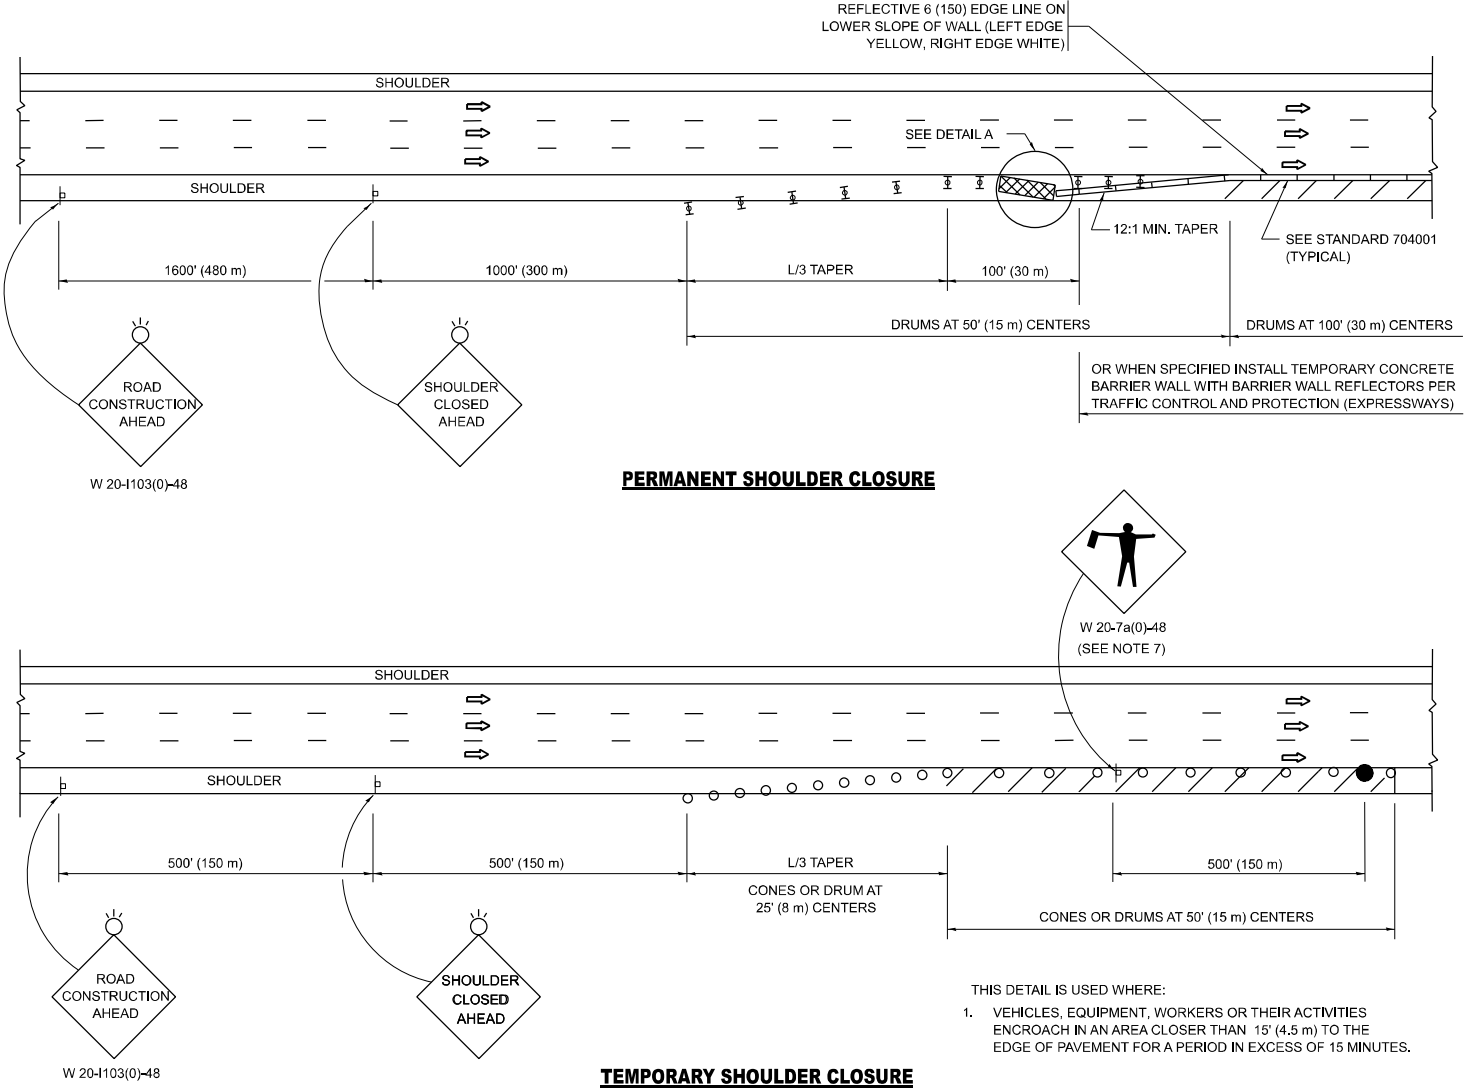 REFLECTIVE 6 (150) EDGE LINE ON
LOWER SLOPE OF WALL (LEFT EDGE
YELLOW, RIGHT EDGE WHITE)
SHOULDER
SEE DETAIL A
SHOULDER
12:1 MIN. TAPER
SEE STANDARD 704001
(TYPICAL)
1600' (480 m)
1000' (300 m)
L/3 TAPER
100' (30 m)
DRUMS AT 50' (15 m) CENTERS
DRUMS AT 100' (30 m) CENTERS
OR WHEN SPECIFIED INSTALL TEMPORARY CONCRETE
BARRIER WALL WITH BARRIER WALL REFLECTORS PER
TRAFFIC CONTROL AND PROTECTION (EXPRESSWAYS)
ROAD
CONSTRUCTION
AHEAD
W 20-I103(0)-48
SHOULDER
CLOSED
AHEAD
PERMANENT SHOULDER CLOSURE
W 20-7a(0)-48
(SEE NOTE 7)
SHOULDER
SHOULDER
500' (150 m)
500' (150 m)
L/3 TAPER
CONES OR DRUM AT
25' (8 m) CENTERS
500' (150 m)
CONES OR DRUMS AT 50' (15 m) CENTERS
ROAD
CONSTRUCTION
AHEAD
W 20-I103(0)-48
SHOULDER
CLOSED
AHEAD
THIS DETAIL IS USED WHERE:
1. VEHICLES, EQUIPMENT, WORKERS OR THEIR ACTIVITIES
ENCROACH IN AN AREA CLOSER THAN 15' (4.5 m) TO THE
EDGE OF PAVEMENT FOR A PERIOD IN EXCESS OF 15 MINUTES.
TEMPORARY SHOULDER CLOSURE